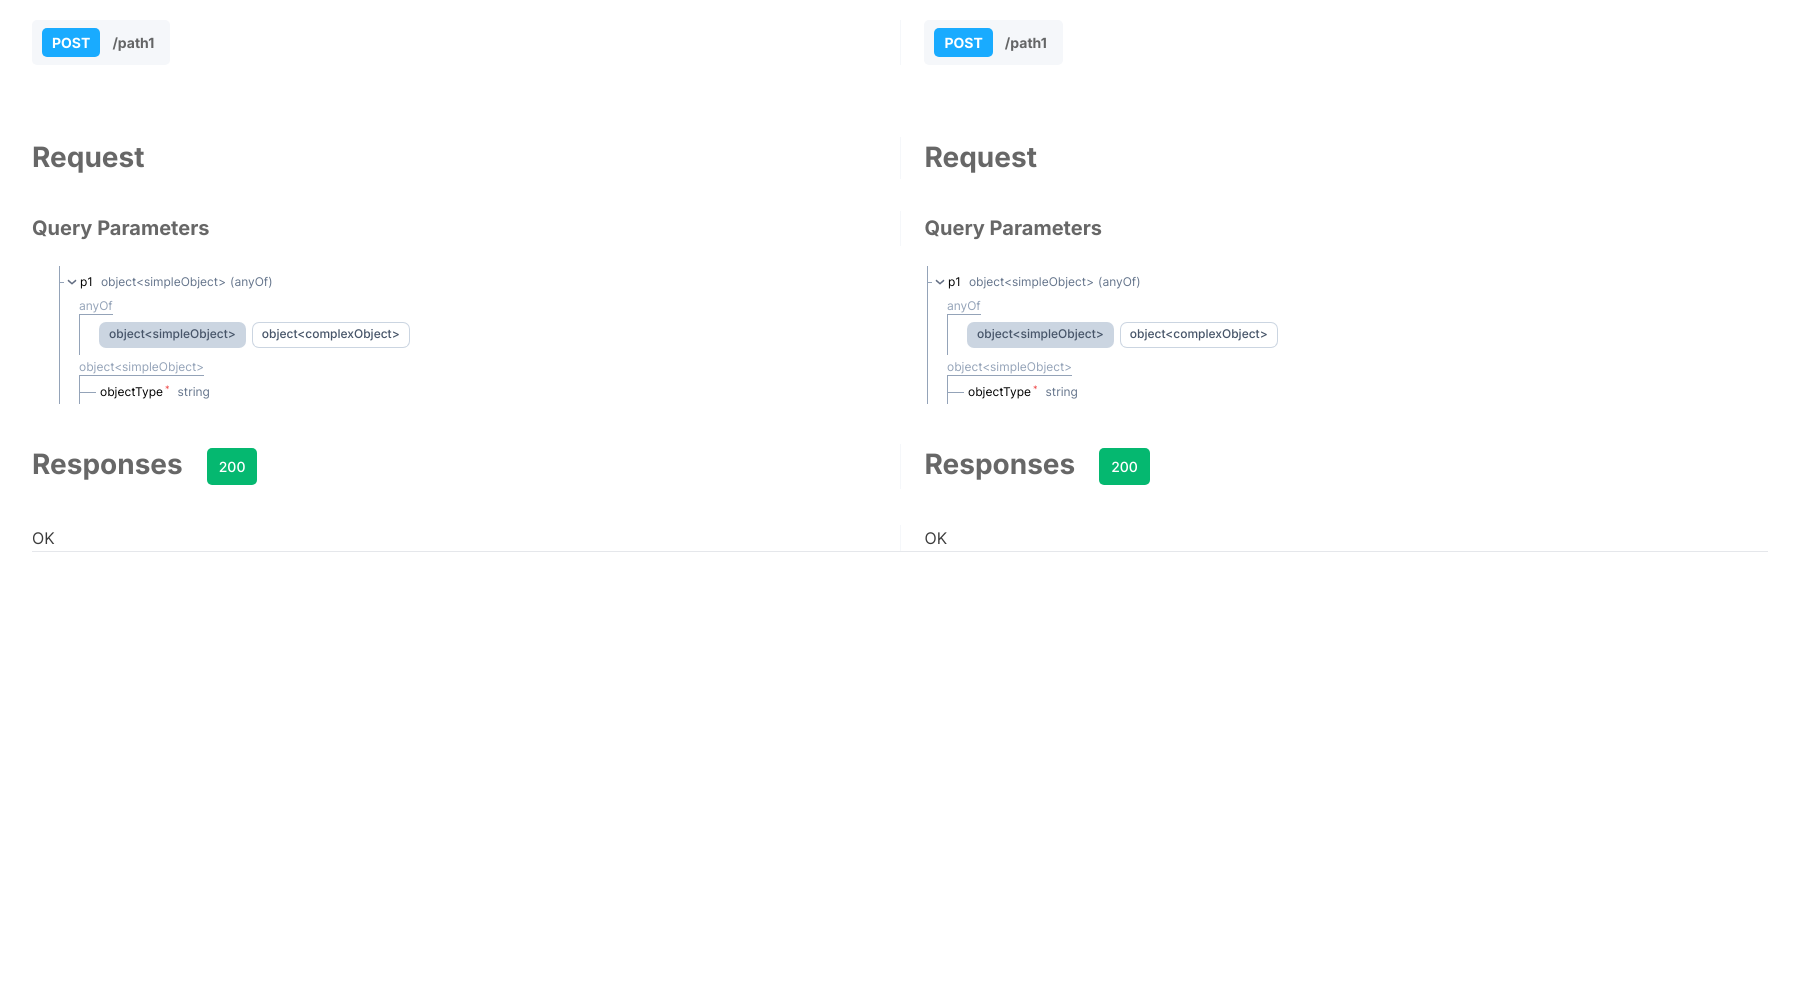 POST /path1
POST /path1
Request
Request
Query Parameters
Query Parameters
p1 object<simpleObject> (anyOf)
p1 object<simpleObject> (anyOf)
anyOf
anyOf
object<simpleObject> object<complexObject>
object<simpleObject> object<complexObject>
object<simpleObject>
object<simpleObject>
objectType* string
objectType* string
Responses 200
Responses 200
OK
OK